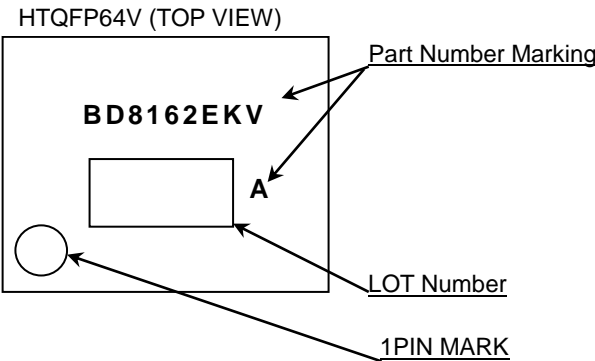 HTQFP64V (TOP VIEW)
Part Number Marking
BD8162EKV
A
LOT Number
1PIN MARK